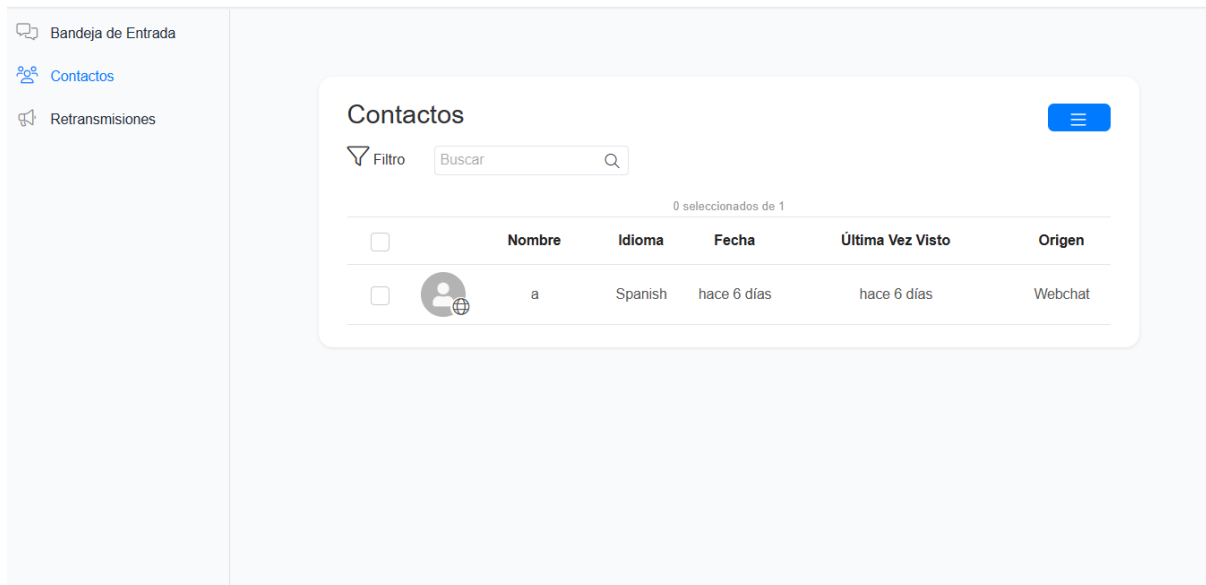 Bandeja de Entrada
Contactos
Retransmisiones
Contactos
Filtro
Buscar
0 seleccionados de 1
Nombre Idioma Fecha Última Vez Visto Origen
a Spanish hace 6 días hace 6 días Webchat